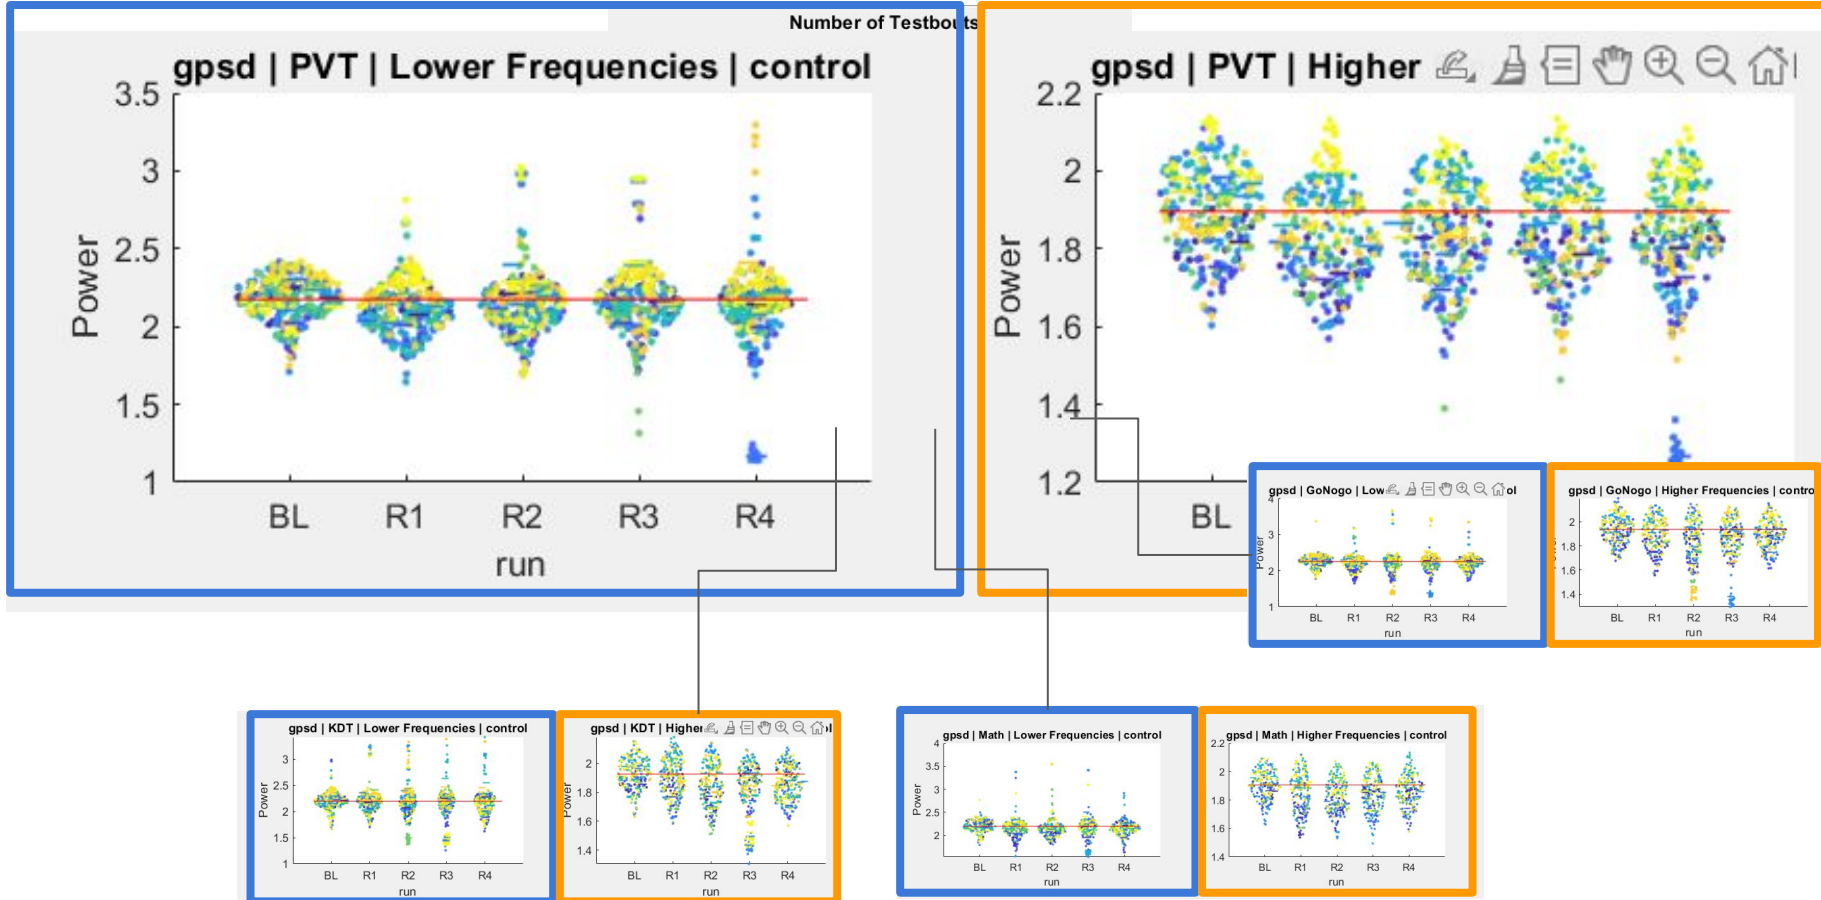 Number of Testbouts
gpsd | PVT | Lower Frequencies | control
3.5
3
2.5
2
1.5
1
Power
BL R1 R2 R3 R4
run
gpsd | PVT | Higher
2.2
2
1.8
1.6
1.4
1.2
Power
BL
gpsd | GoNogo | Low ol
4
3
2
1
Power
BL R1 R2 R3 R4
run
gpsd | GoNogo | Higher Frequencies | contro
2
1.8
1.6
1.4
BL R1 R2 R3 R4
run
gpsd | KDT | Lower Frequencies | control
3
2.5
2
1.5
1
Power
BL R1 R2 R3 R4
run
gpsd | KDT | Higher ol
2
1.8
1.6
1.4
Power
BL R1 R2 R3 R4
run
gpsd | Math | Lower Frequencies | control
4
3.5
3
2.5
2
Power
BL R1 R2 R3 R4
run
gpsd | Math | Higher Frequencies | control
2.2
2
1.8
1.6
1.4
BL R1 R2 R3 R4
run